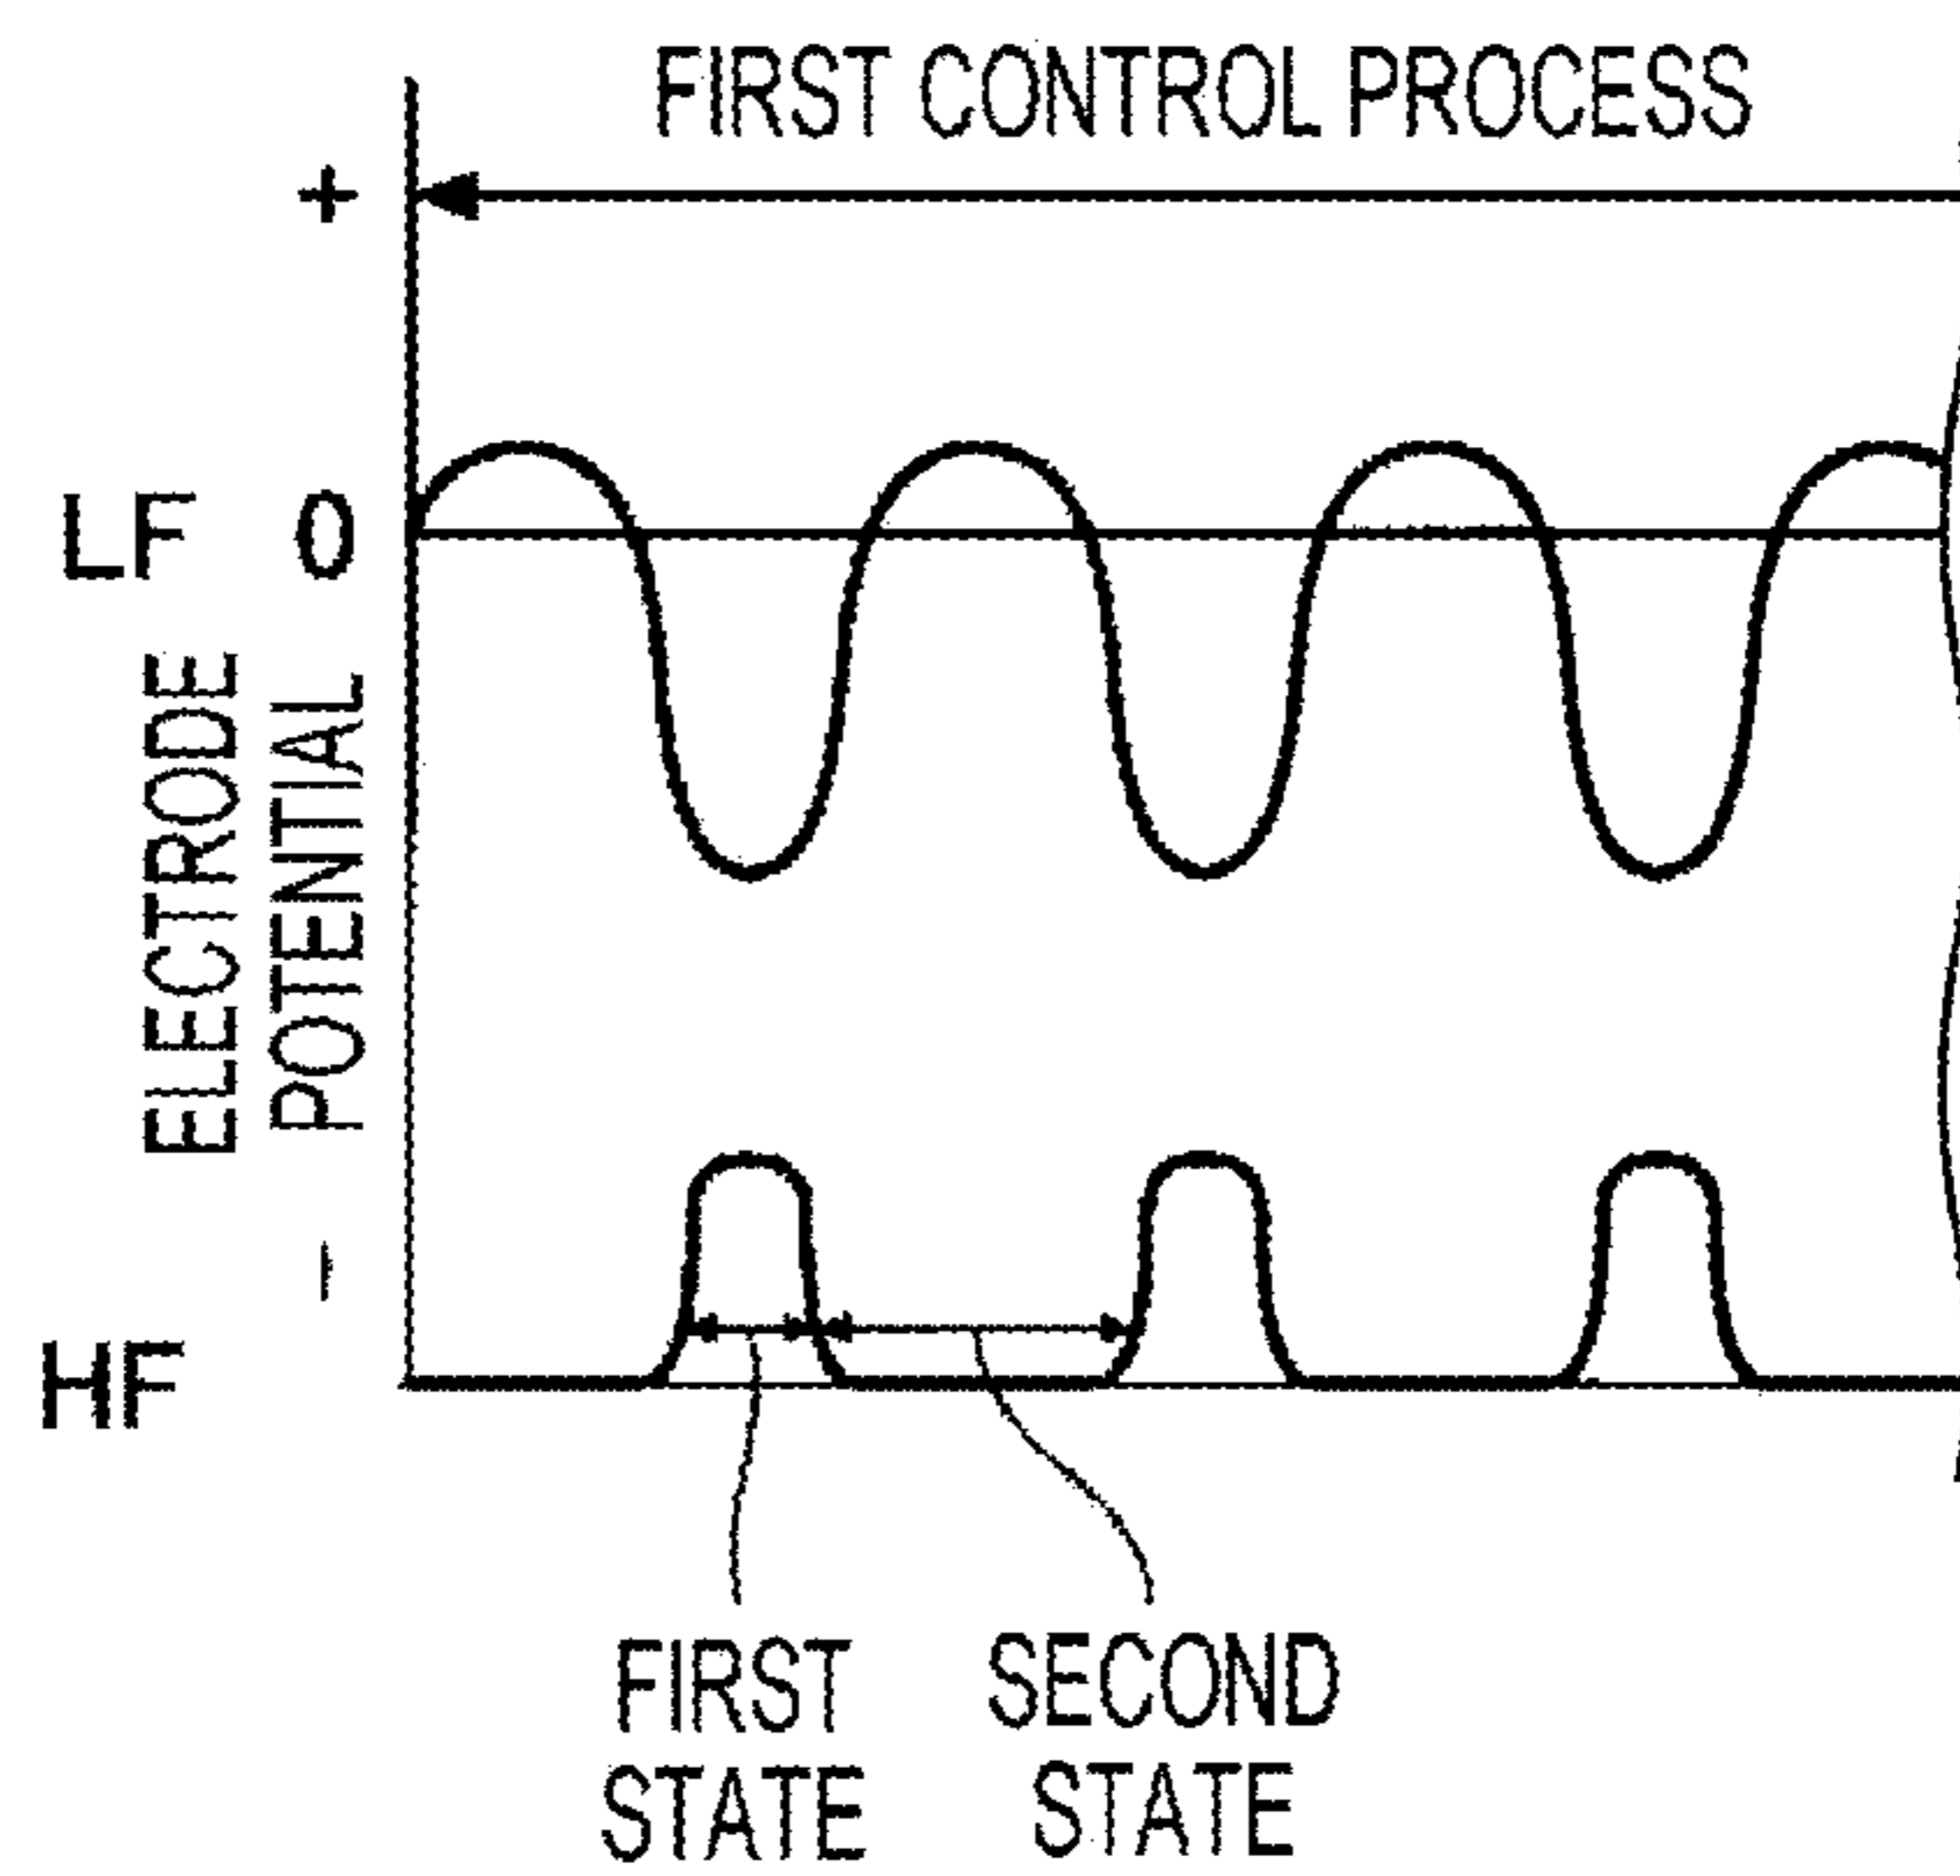 FIRST CONTROL PROCESS
+
LF 0
ELECTRODE
POTENTIAL
−
HF
FIRST
STATE
SECOND
STATE